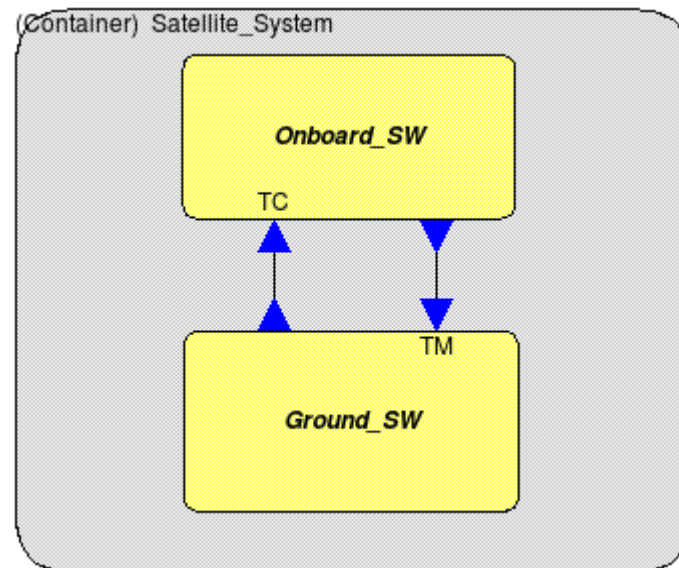 (Container)  Satellite_System
Onboard_SW
TC
TM
Ground_SW